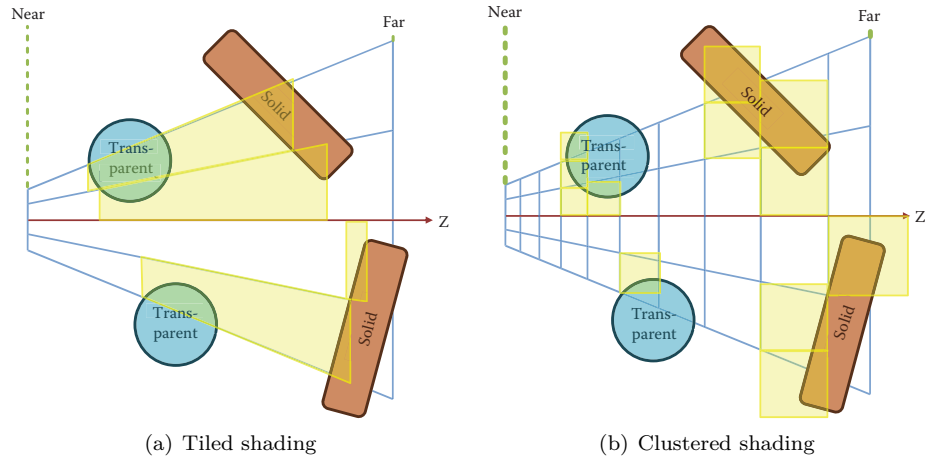 Near
Far
Solid
Trans-
parent
Z
Trans-
parent
Solid
(a) Tiled shading
Near
Far
Solid
Trans-
parent
Z
Trans-
parent
Solid
(b) Clustered shading